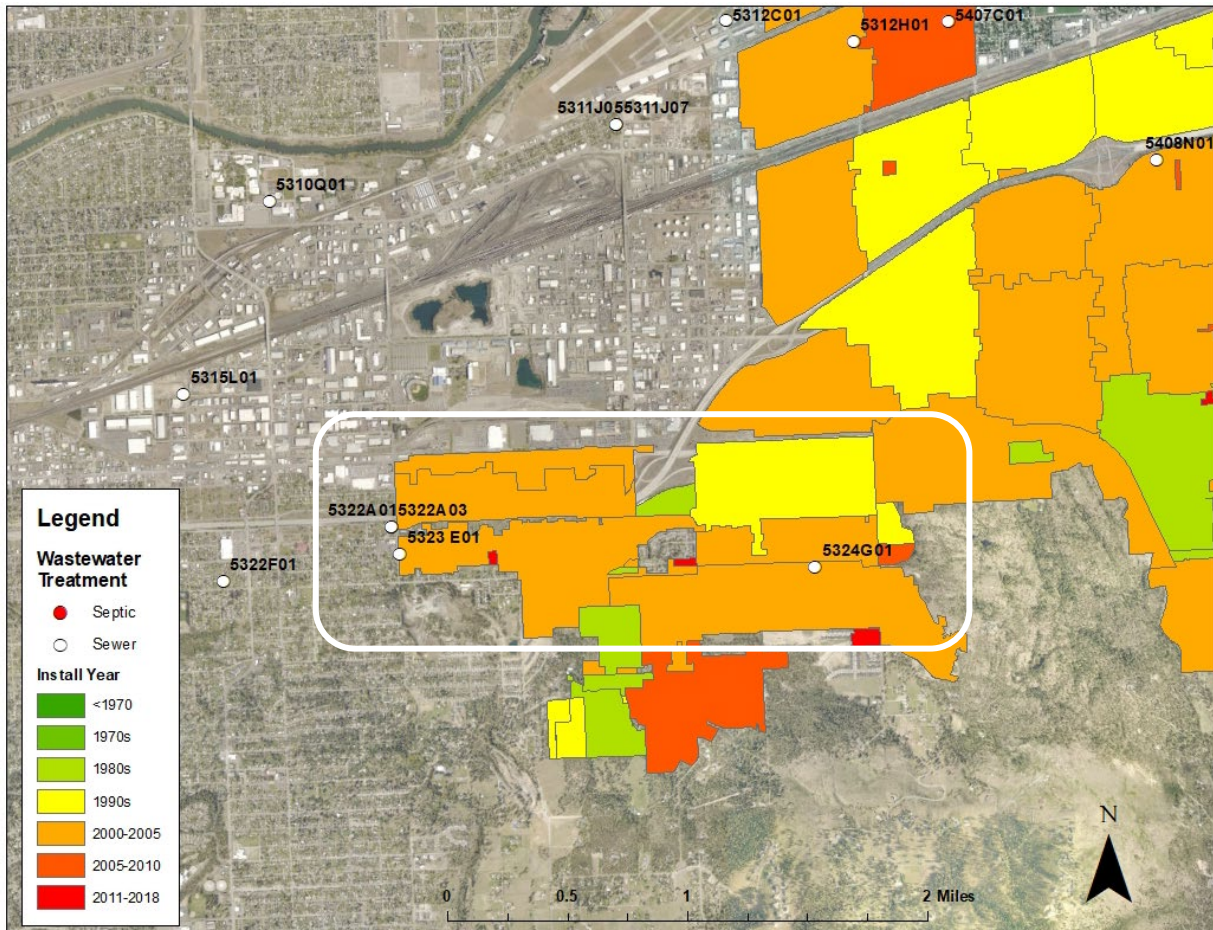 5312C01
5407C01
5312H01
5311J055311J07
5408N01
5310Q01
5315L01
5322A015322A03
5323 E01
5324G01
5322F01
Legend
Wastewater
Treatment
Septic
Sewer
Install Year
<1970
1970s
1980s
1990s
2000-2005
2005-2010
2011-2018
N
0 0.5 1 2 Miles